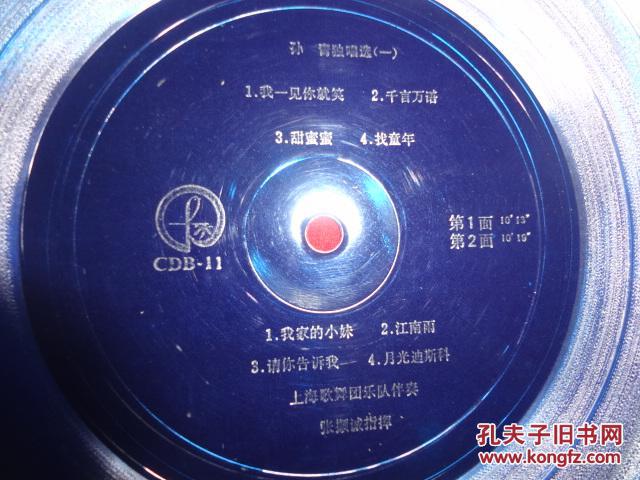 孙 青独唱选(一)
1.我一见你就笑 2.千言万语
3.甜蜜蜜 4.找童年
CDB-11
第1面 10′13″
第2面 10′19″
1.我家的小妹 2.江南雨
3.请你告诉我 4.月光迪斯科
上海歌舞团乐队伴奏
张颢诚指挥
孔夫子旧书网
www.kongfz.com